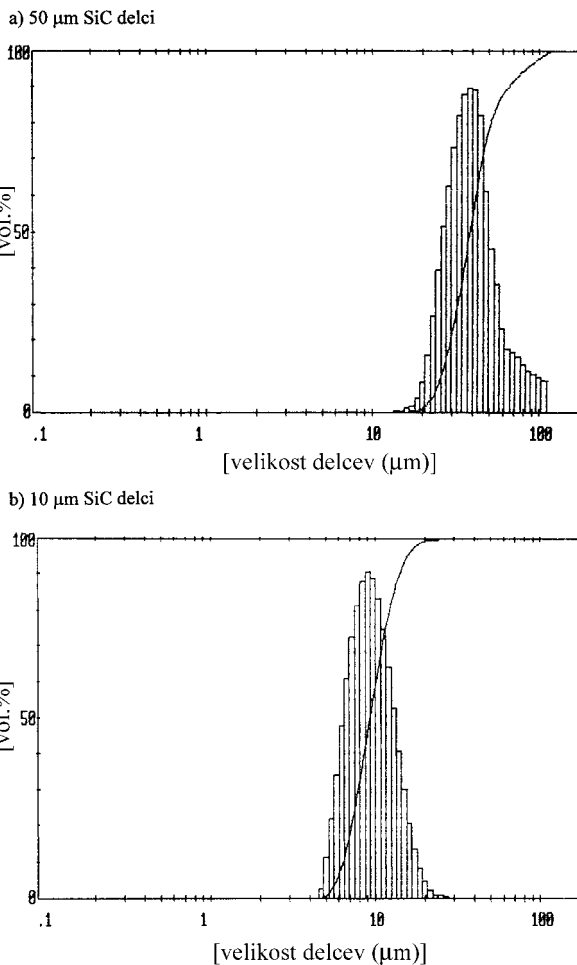 a) 50 μm SiC delci
100
[vol.%]
50
0
.1 1 10 100
[velikost delcev (μm)]
b) 10 μm SiC delci
100
[vol.%]
50
0
.1 1 10 100
[velikost delcev (μm)]